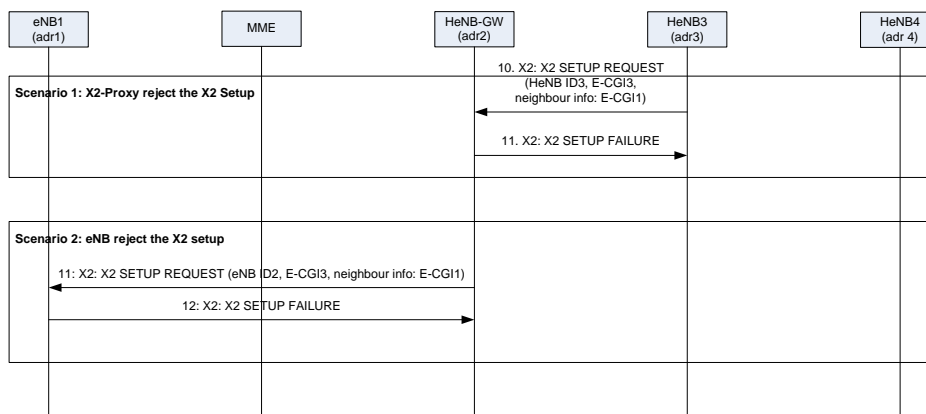 eNB1
(adr1)
MME
HeNB-GW
(adr2)
HeNB3
(adr3)
HeNB4
(adr 4)
10. X2: X2 SETUP REQUEST
(HeNB ID3, E-CGI3,
neighbour info: E-CGI1)
Scenario 1: X2-Proxy reject the X2 Setup
11. X2: X2 SETUP FAILURE
Scenario 2: eNB reject the X2 setup
11: X2: X2 SETUP REQUEST (eNB ID2, E-CGI3, neighbour info: E-CGI1)
12: X2: X2 SETUP FAILURE